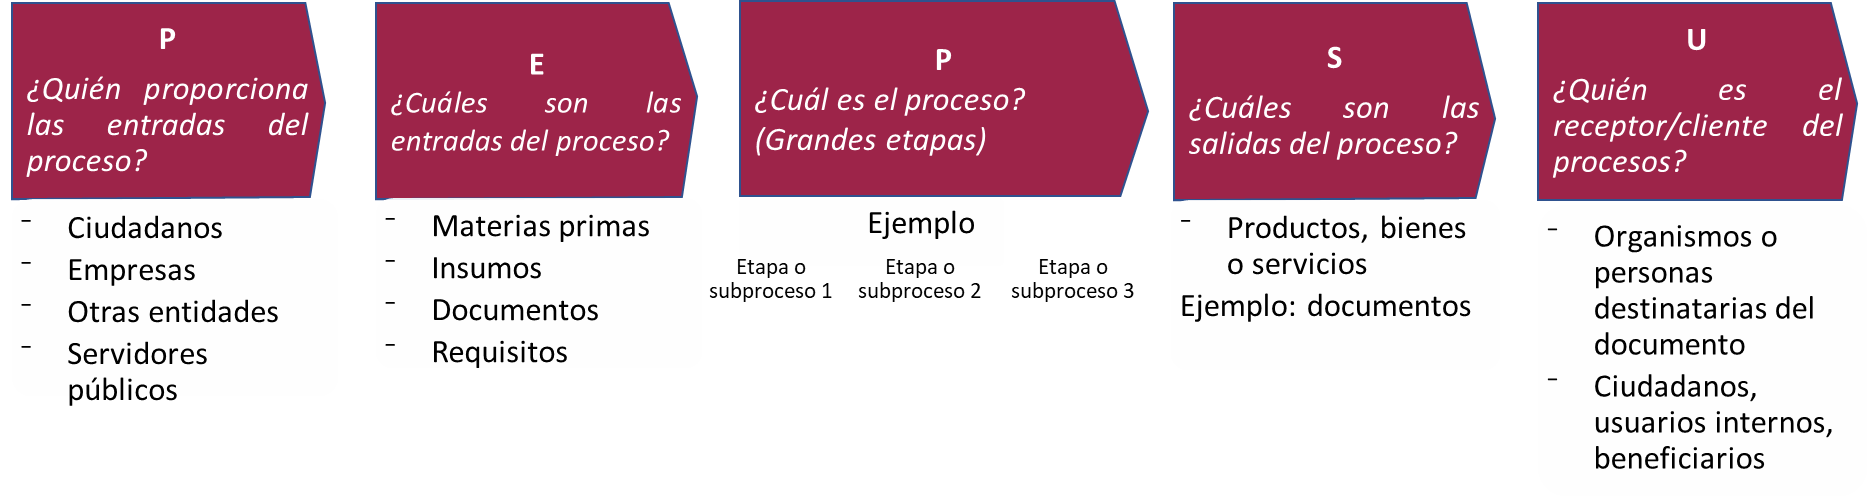 P
¿Quién proporciona
las entradas del
proceso?
- Ciudadanos
- Empresas
- Otras entidades
- Servidores
públicos
E
¿Cuáles son las
entradas del proceso?
- Materias primas
- Insumos
- Documentos
- Requisitos
P
¿Cuál es el proceso?
(Grandes etapas)
Ejemplo
Etapa o
subproceso 1
Etapa o
subproceso 2
Etapa o
subproceso 3
S
¿Cuáles son las
salidas del proceso?
- Productos, bienes
o servicios
Ejemplo: documentos
U
¿Quién es el
receptor/cliente del
procesos?
- Organismos o
personas
destinatarias del
documento
- Ciudadanos,
usuarios internos,
beneficiarios